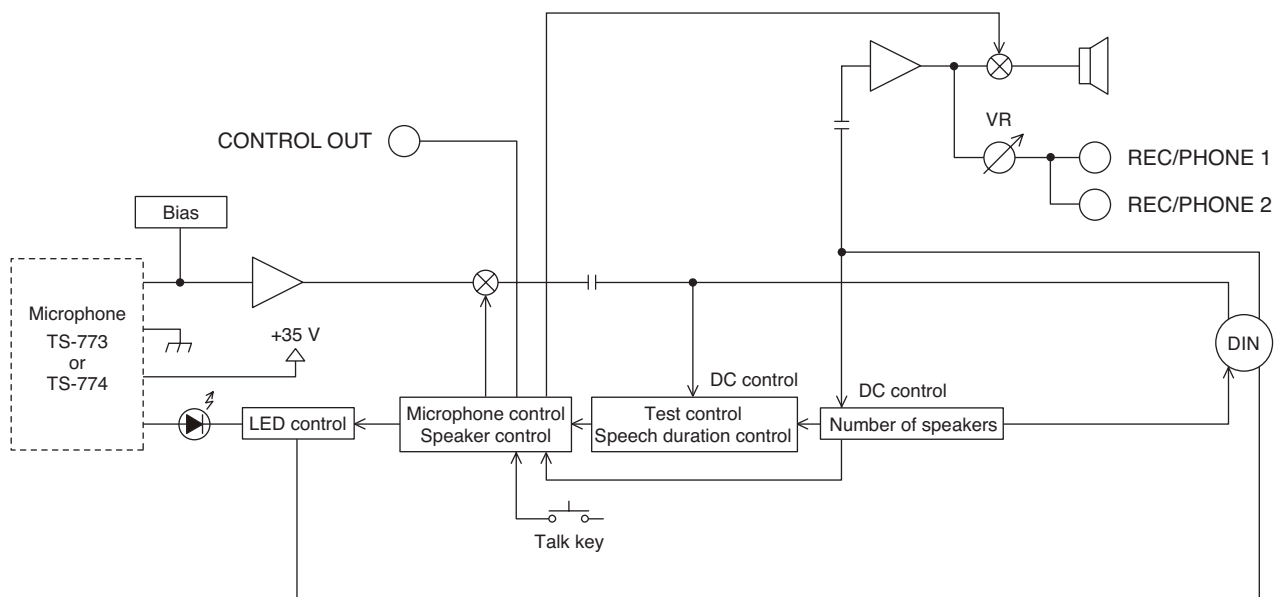 VR
CONTROL OUT
REC/PHONE 1
REC/PHONE 2
Bias
Microphone
TS-773
or
TS-774
+35 V
DIN
DC control
DC control
LED control
Microphone control
Speaker control
Test control
Speech duration control
Number of speakers
Talk key